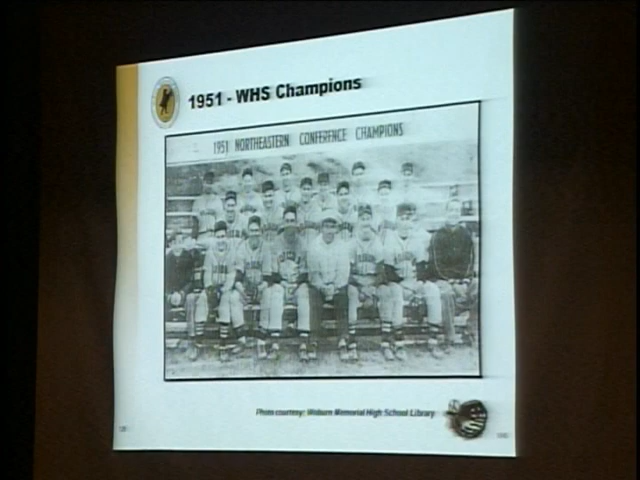 1951 - WHS Champions
1951 NORTHEASTERN CONFERENCE CHAMPIONS
Photo courtesy: Woburn Memorial High School Library